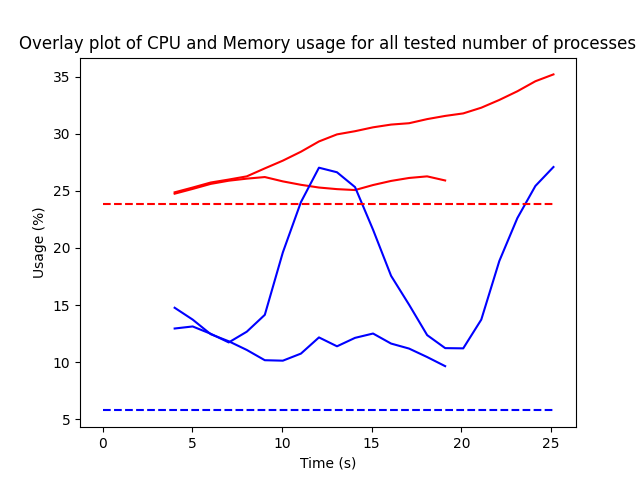 Overlay plot of CPU and Memory usage for all tested number of processes
35
30
25
20
15
10
5
Usage (%)
0 5 10 15 20 25
Time (s)